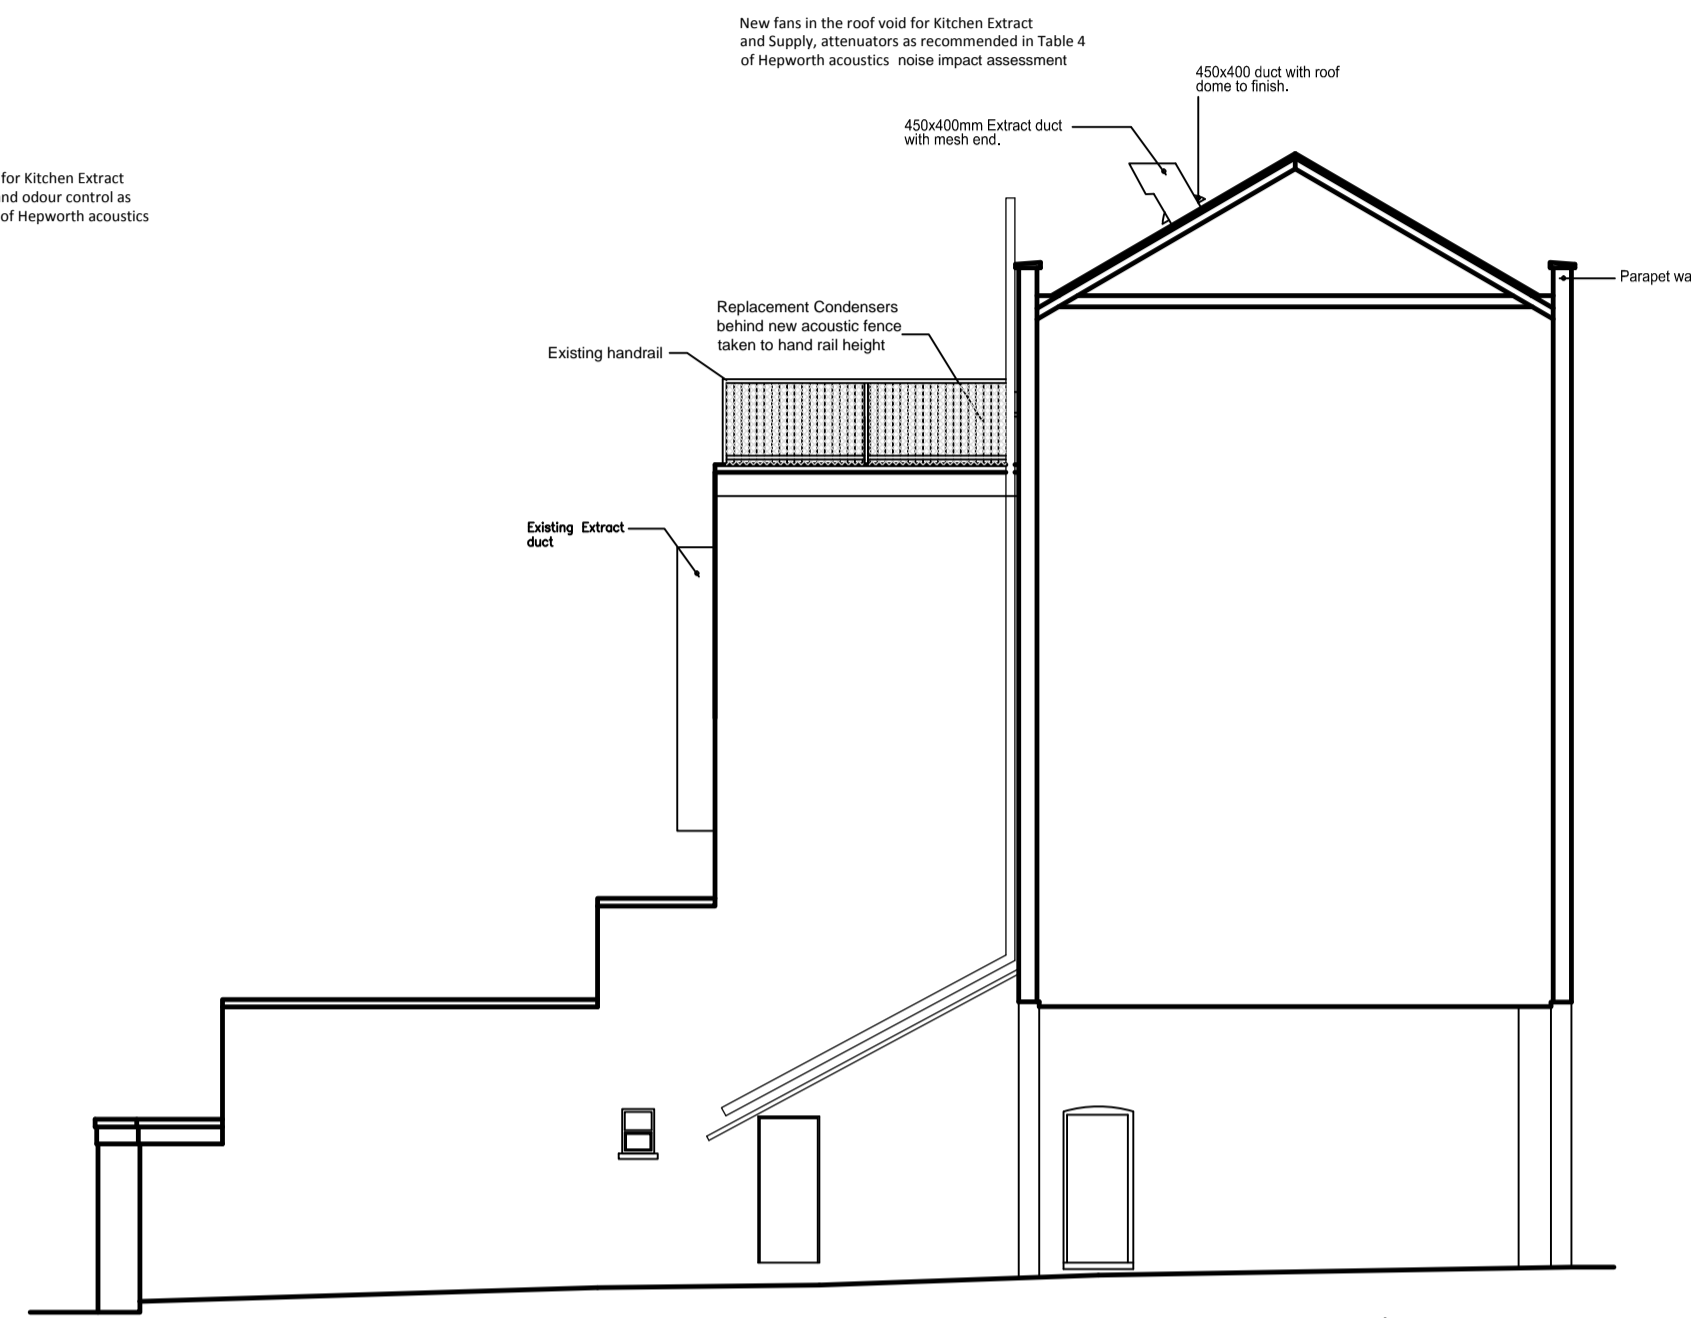 New fans in the roof void for Kitchen Extract
and Supply, attenuators as recommended in Table 4
of Hepworth acoustics noise impact assessment
450x400 duct with roof
dome to finish.
450x400mm Extract duct
with mesh end.
for Kitchen Extract
nd odour control as
of Hepworth acoustics
Parapet wa
Replacement Condensers
behind new acoustic fence
taken to hand rail height
Existing handrail
Existing Extract
duct